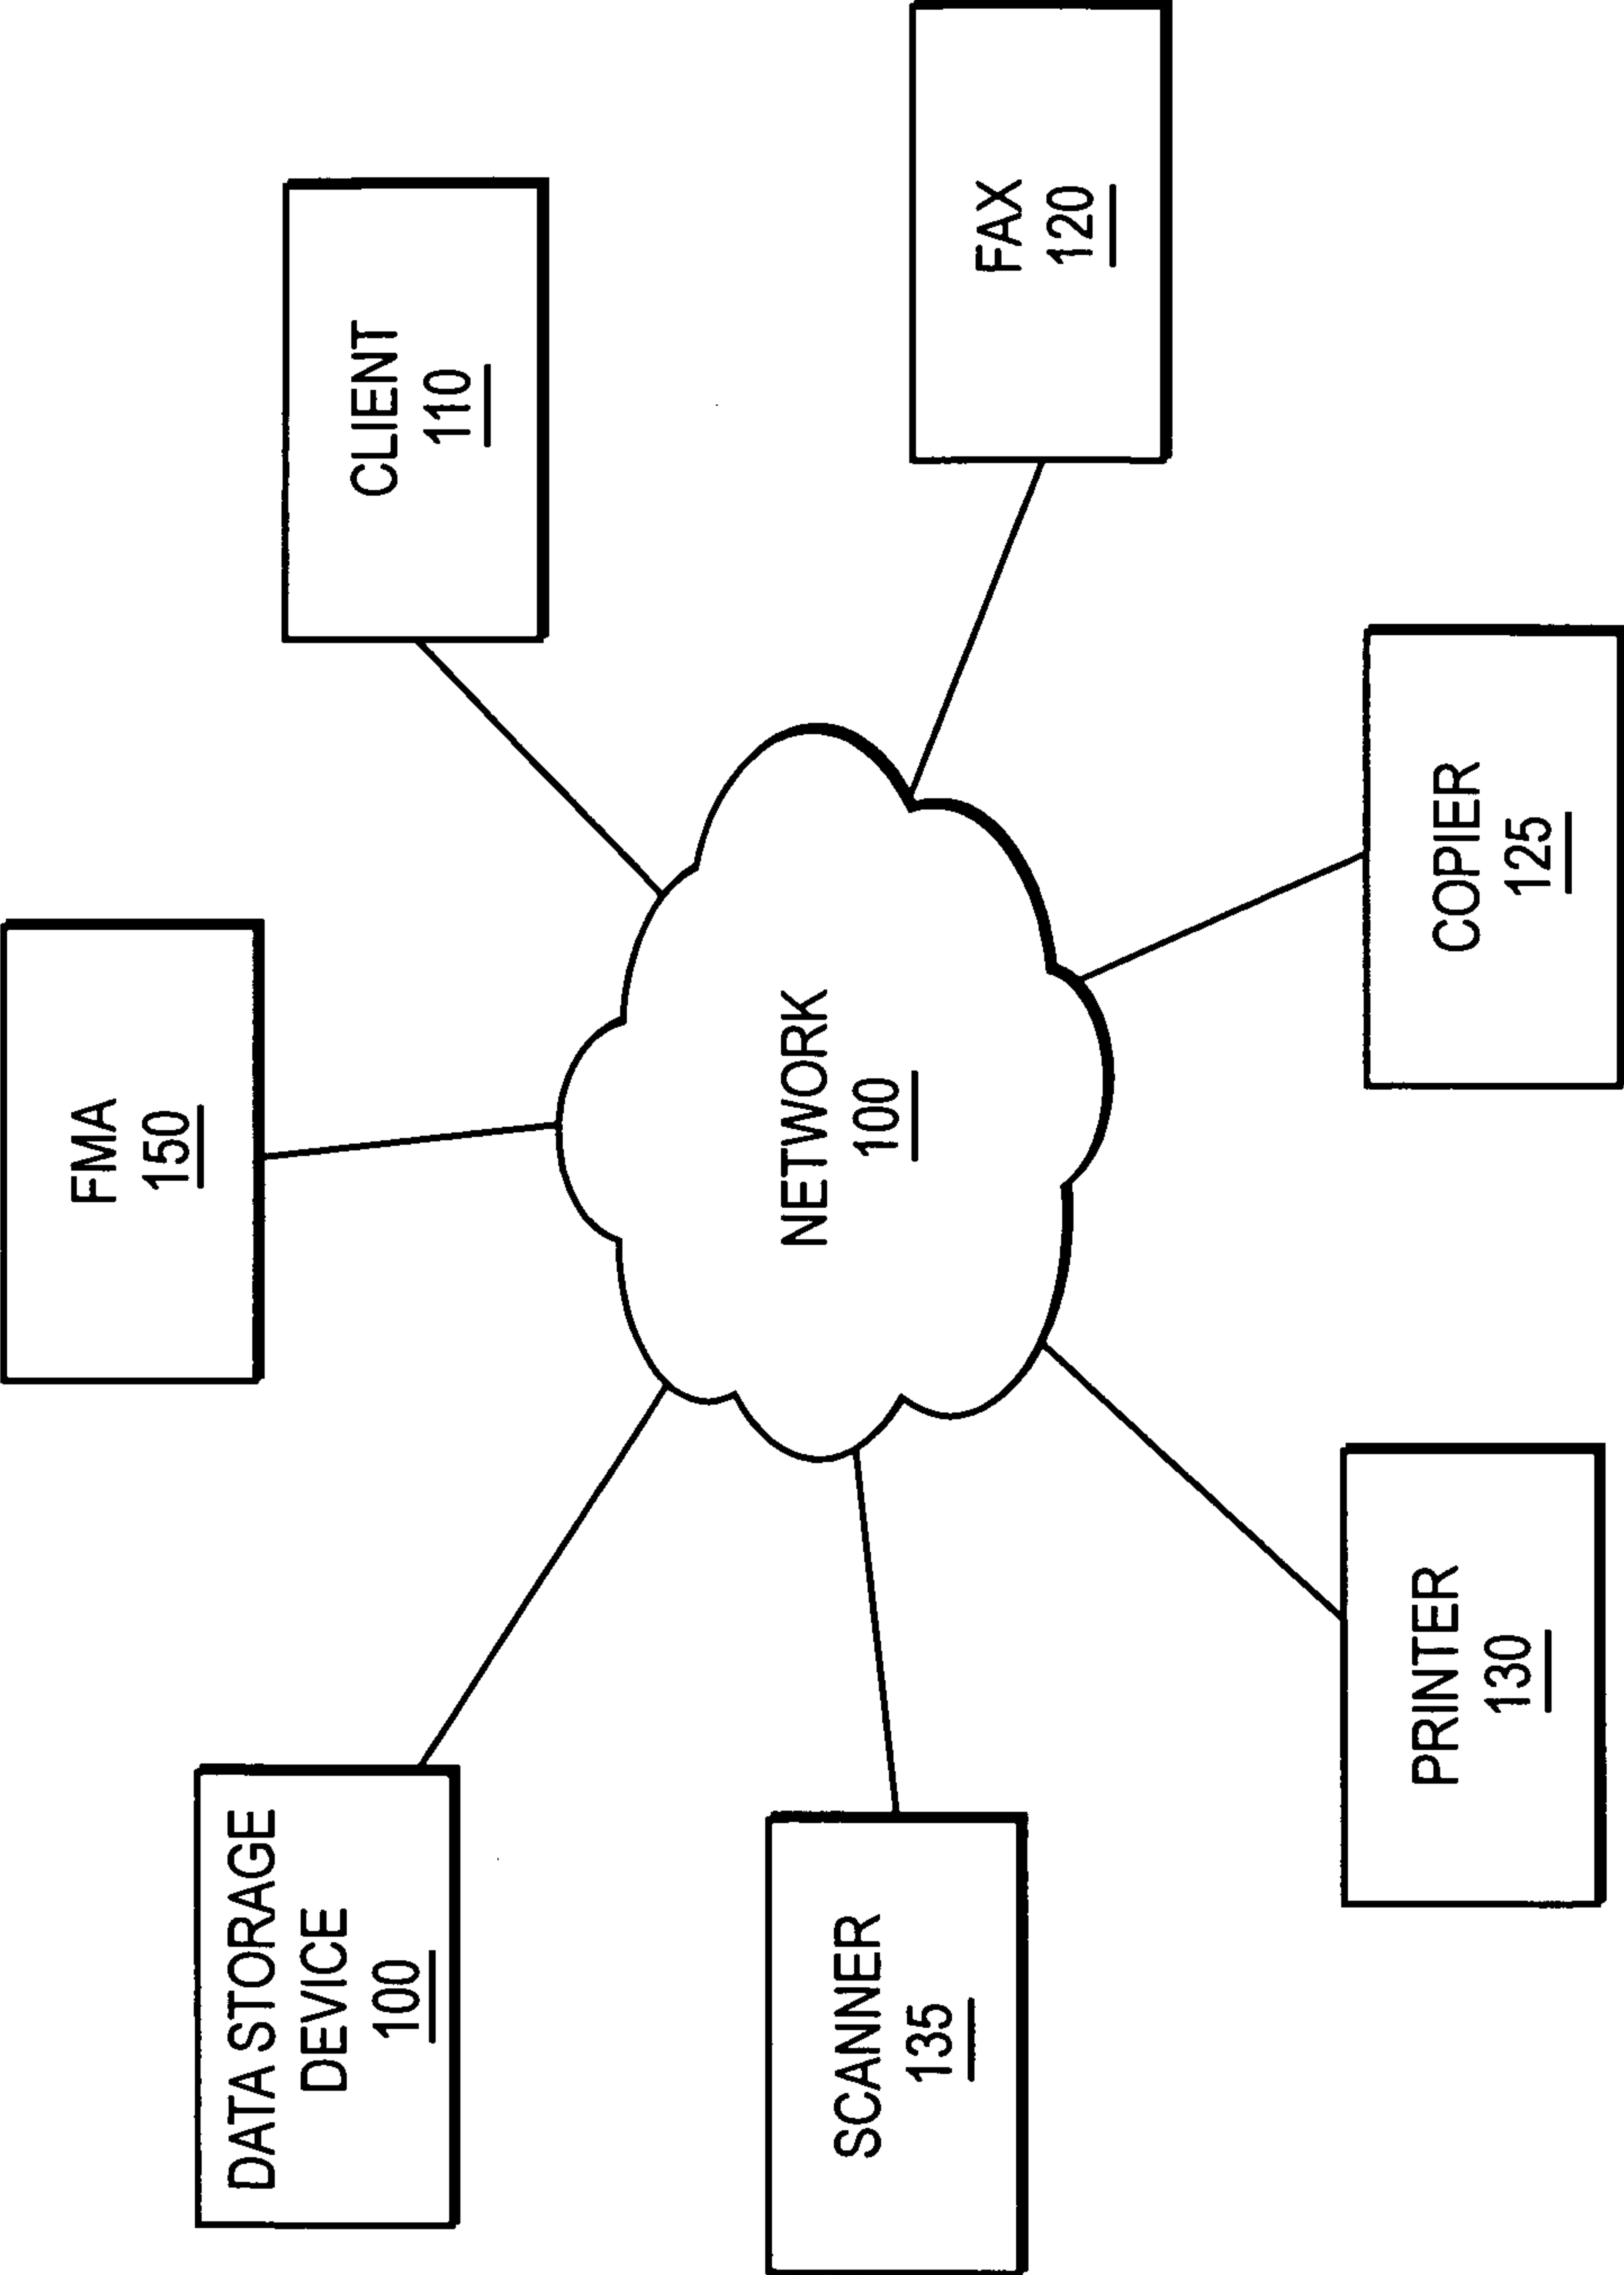 FMA
150
DATA STORAGE
DEVICE
100
CLIENT
110
NETWORK
100
SCANNER
135
FAX
120
PRINTER
130
COPIER
125